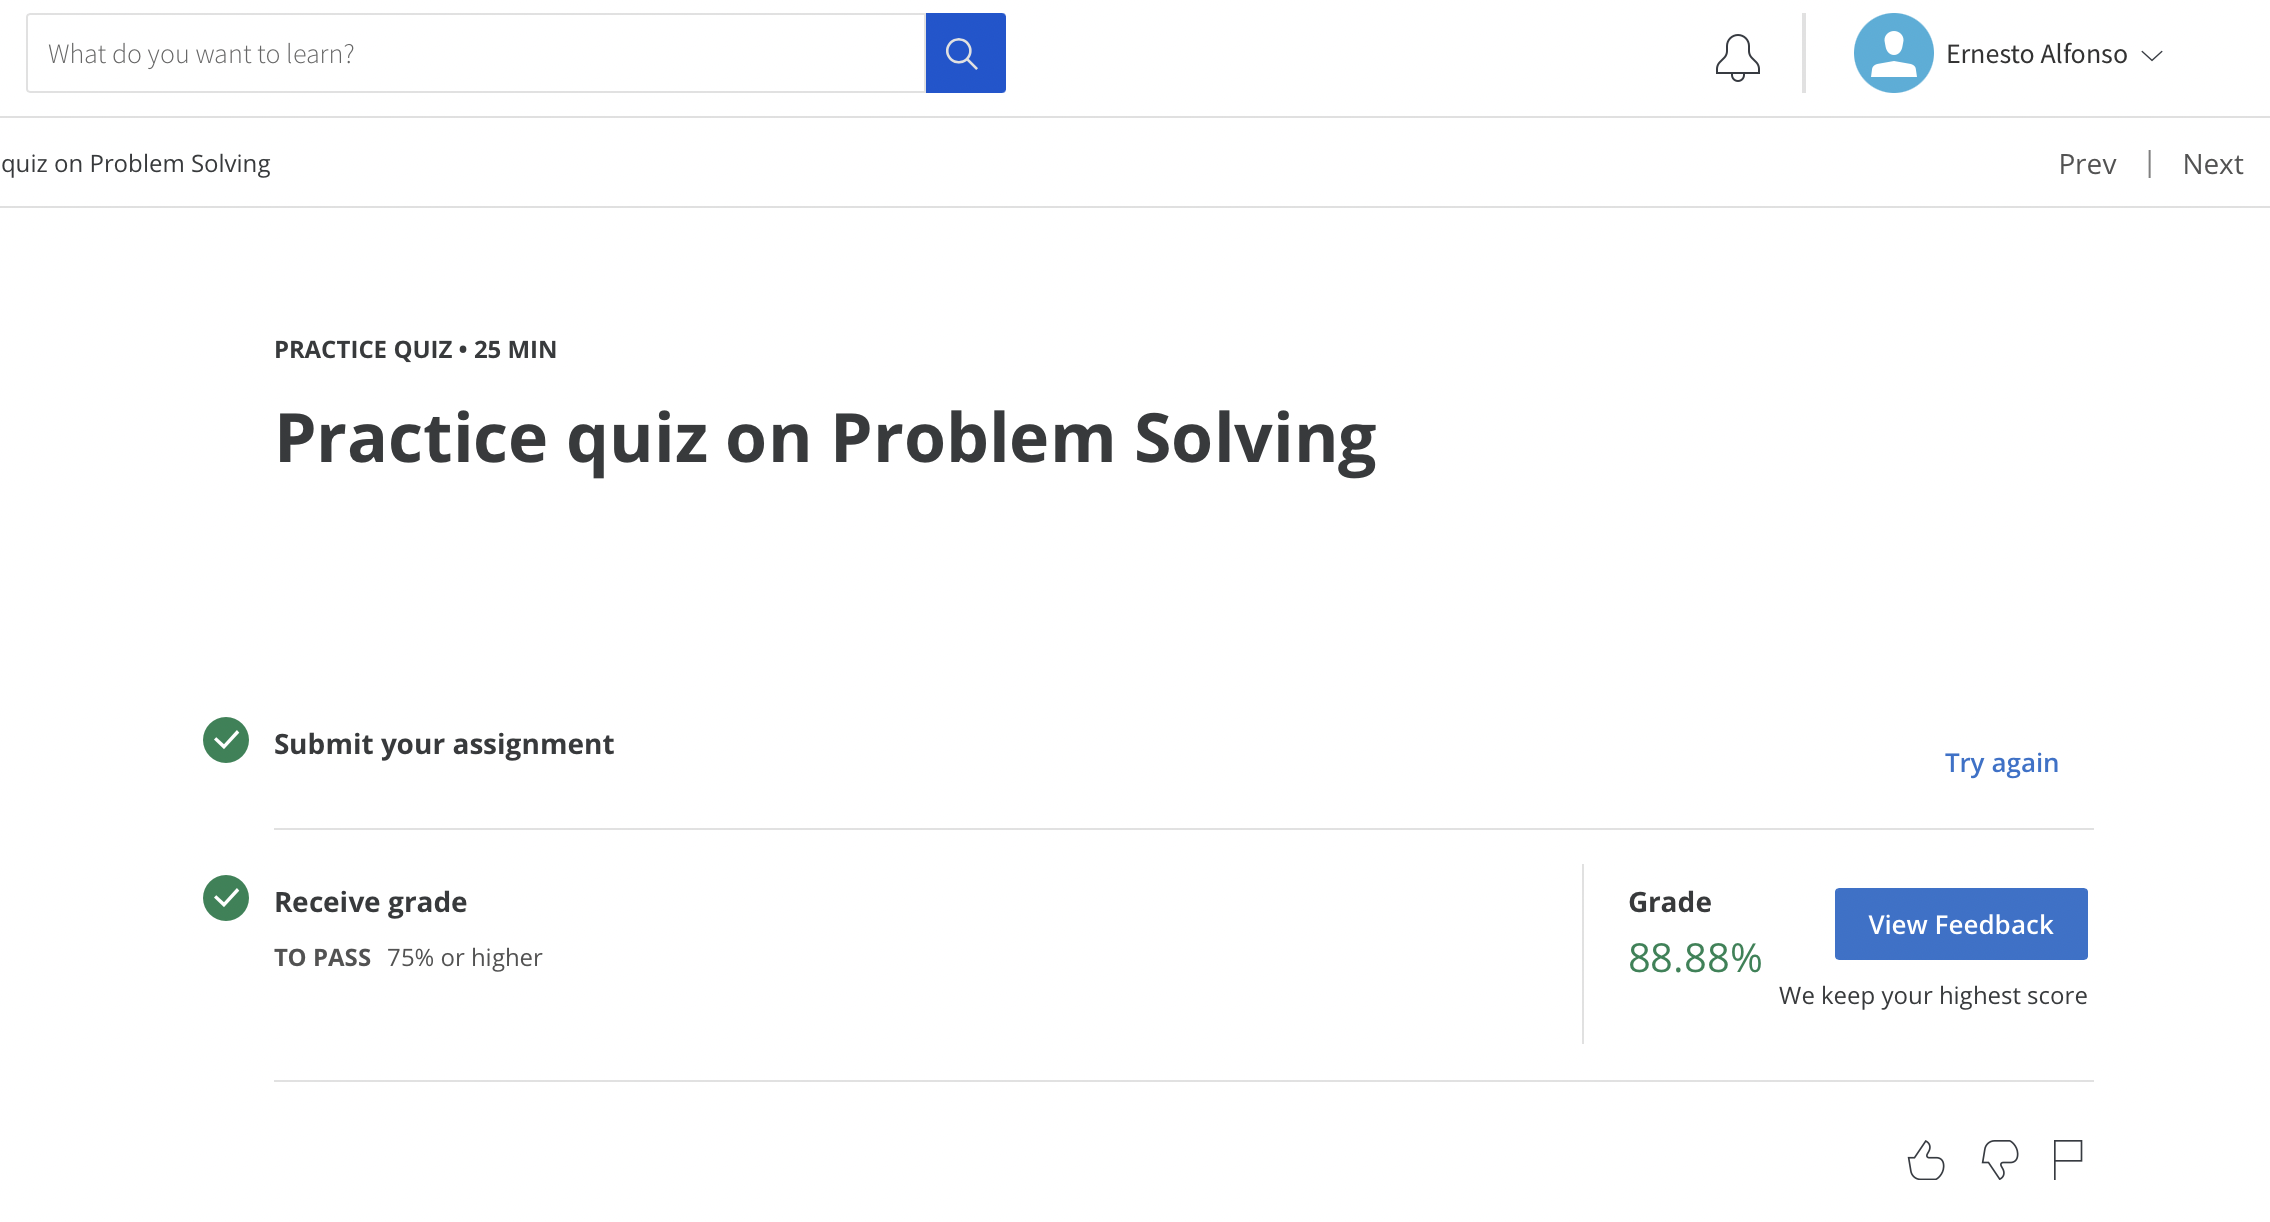 What do you want to learn?
Ernesto Alfonso
quiz on Problem Solving
Prev | Next
PRACTICE QUIZ • 25 MIN
Practice quiz on Problem Solving
Submit your assignment
Try again
Receive grade
TO PASS 75% or higher
Grade
88.88%
View Feedback
We keep your highest score